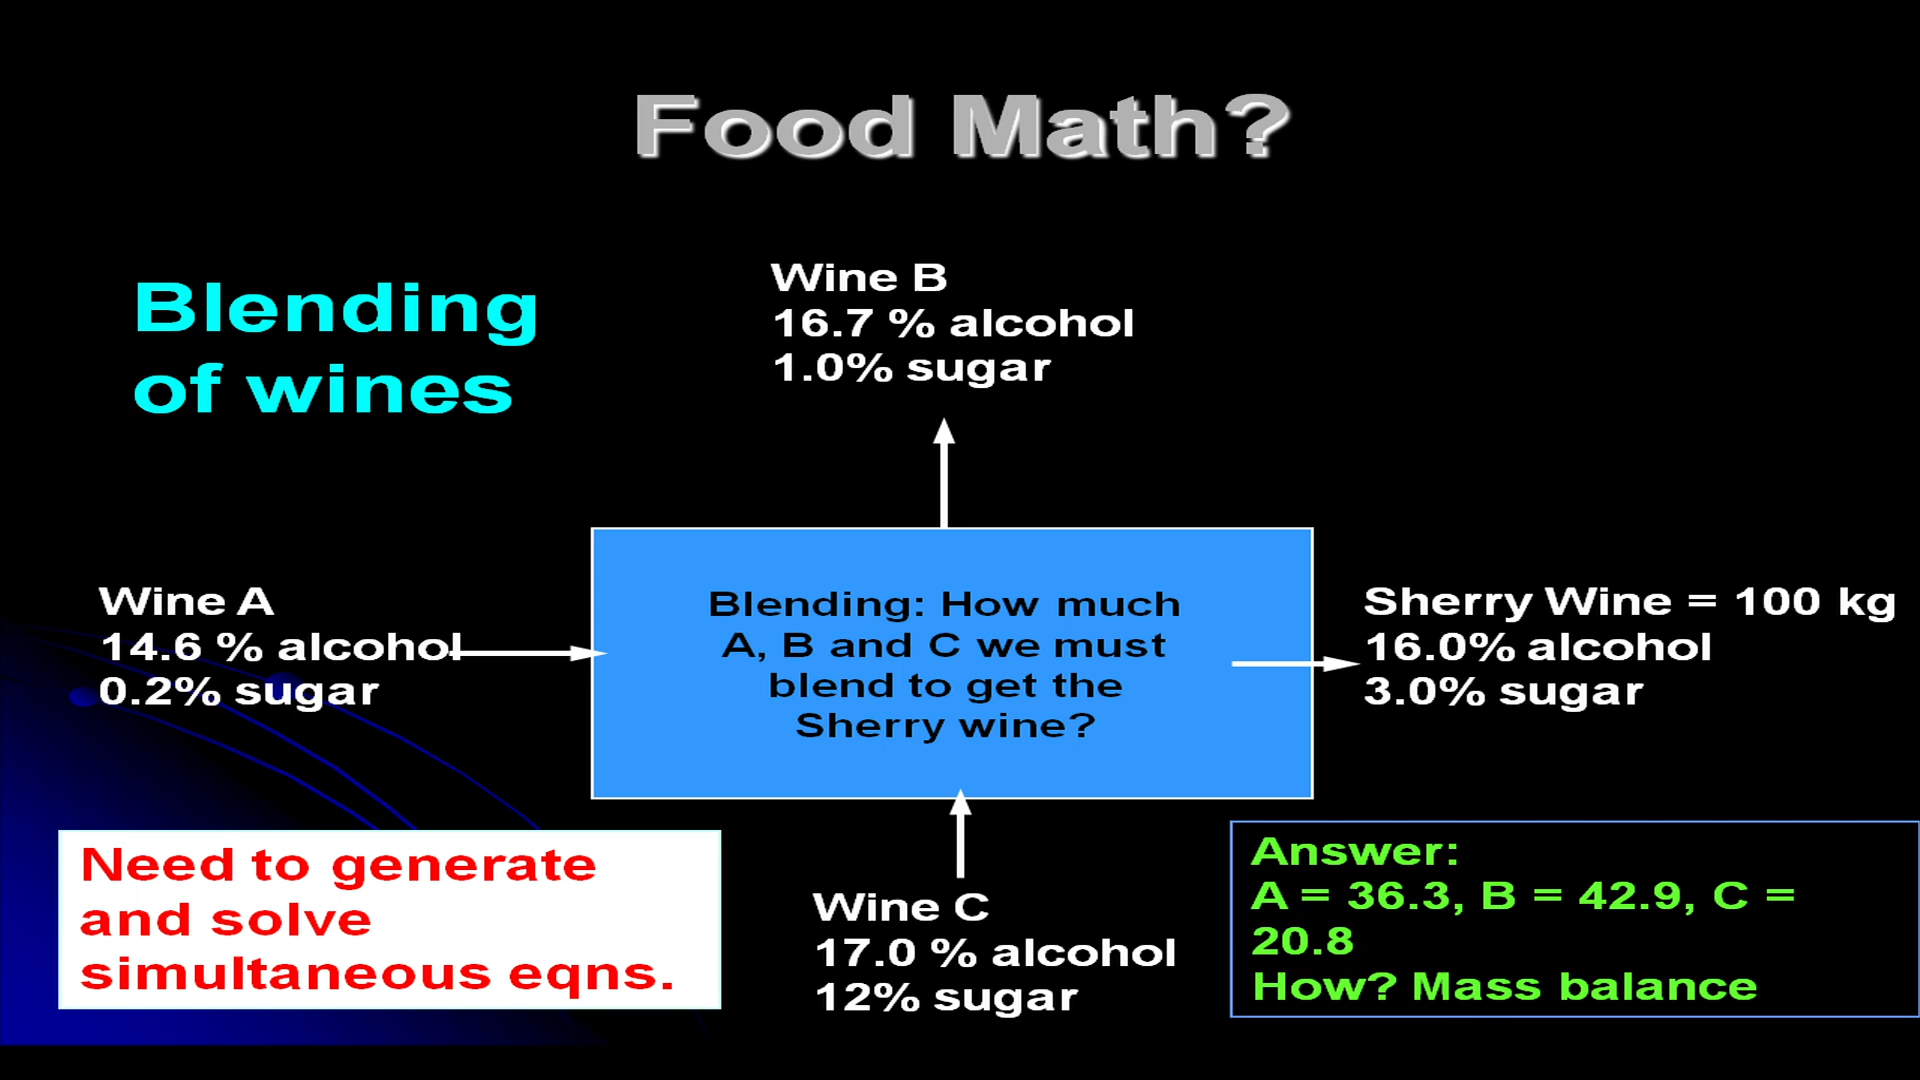 Food Math?
Blending
of wines
Wine B
16.7 % alcohol
1.0% sugar
Wine A
14.6 % alcohol
0.2% sugar
Blending: How much
A, B and C we must
blend to get the
Sherry wine?
Sherry Wine = 100 kg
16.0% alcohol
3.0% sugar
Need to generate
and solve
simultaneous eqns.
Wine C
17.0 % alcohol
12% sugar
Answer:
A = 36.3, B = 42.9, C =
20.8
How? Mass balance